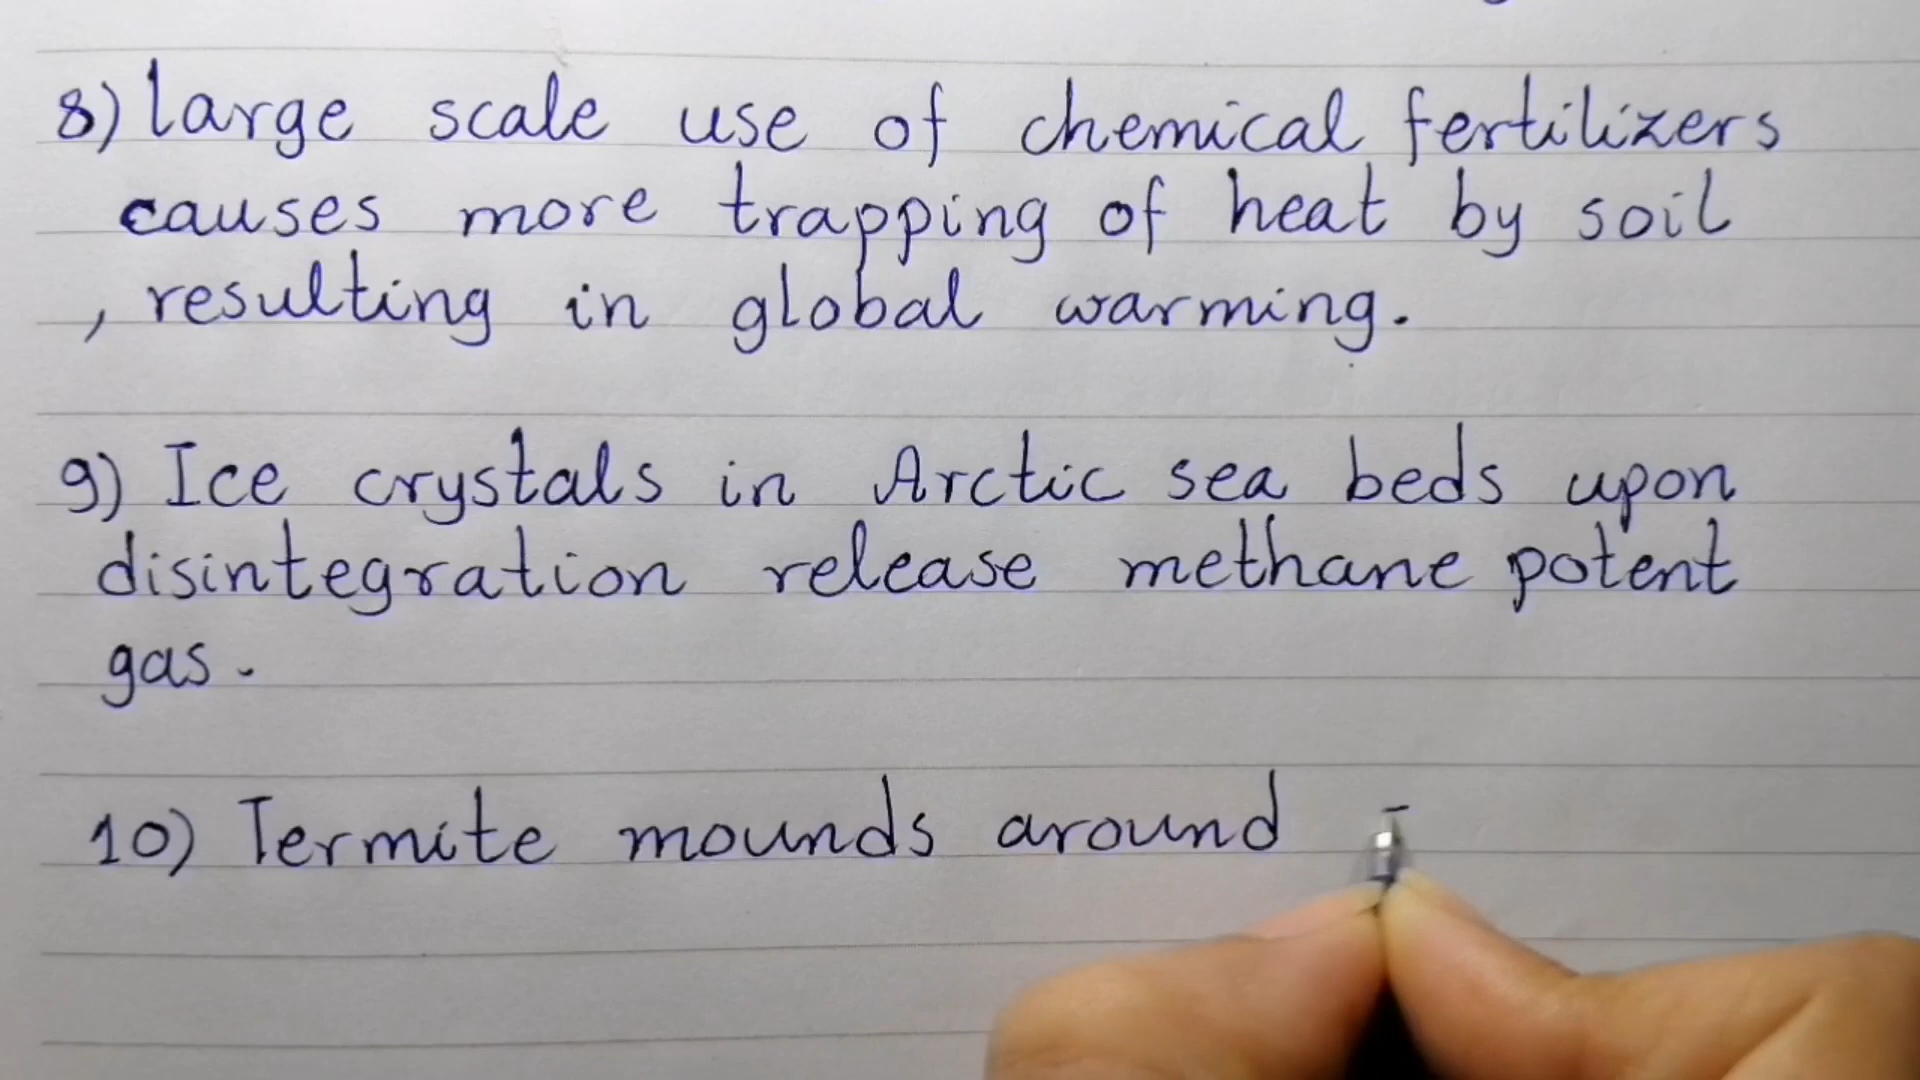 8) large scale use of chemical fertilizers
causes more trapping of heat by soil
, resulting in global warming.
9) Ice crystals in Arctic sea beds upon
disintegration release methane potent
gas.
10) Termite mounds around